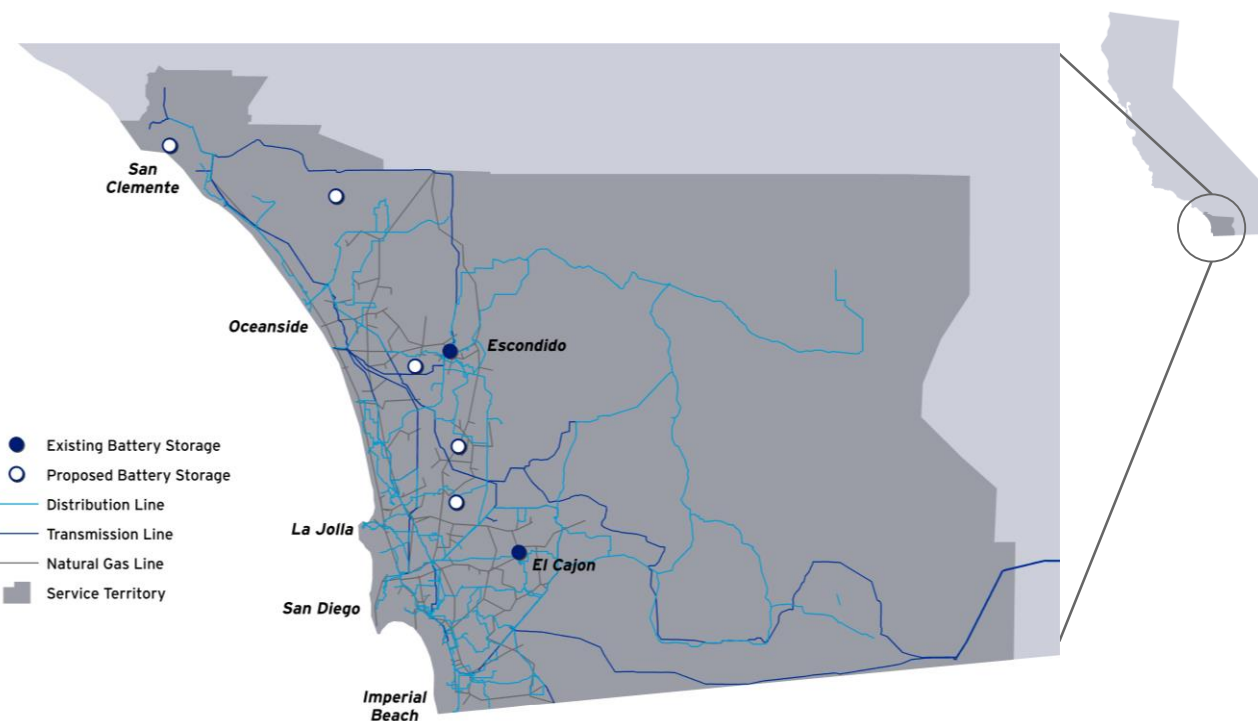 San
Clemente
Oceanside
Escondido
Existing Battery Storage
Proposed Battery Storage
Distribution Line
Transmission Line
Natural Gas Line
Service Territory
La Jolla
El Cajon
San Diego
Imperial
Beach